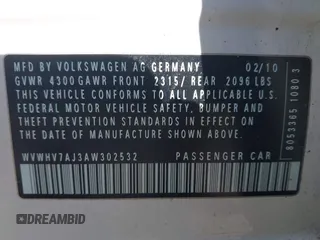 MFD BY VOLKSWAGEN AG GERMANY 02/10
GVWR 4300 GAWR FRONT 2315/ REAR 2096 LBS
THIS VEHICLE CONFORMS TO ALL APPLICABLE U.S.
FEDERAL MOTOR VEHICLE SAFETY, BUMPER AND
THEFT PREVENTION STANDARDS IN EFFECT ON THE
DATE OF MANUFACTURE SHOWN ABOVE.
WVWHV7AJ3AW302532 PASSENGER CAR
8053365 1080 3
DCHammer